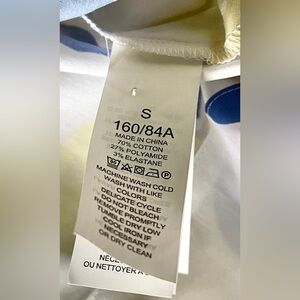 S
160/84A
MADE IN CHINA
70% COTTON
27% POLYAMIDE
3% ELASTANE
MACHINE WASH COLD
WASH WITH LIKE
COLORS
DELICATE CYCLE
DO NOT BLEACH
REMOVE PROMPTLY
TUMBLE DRY LOW
COOL IRON IF
NECESSARY
OR DRY CLEAN
OU NETTOYER À